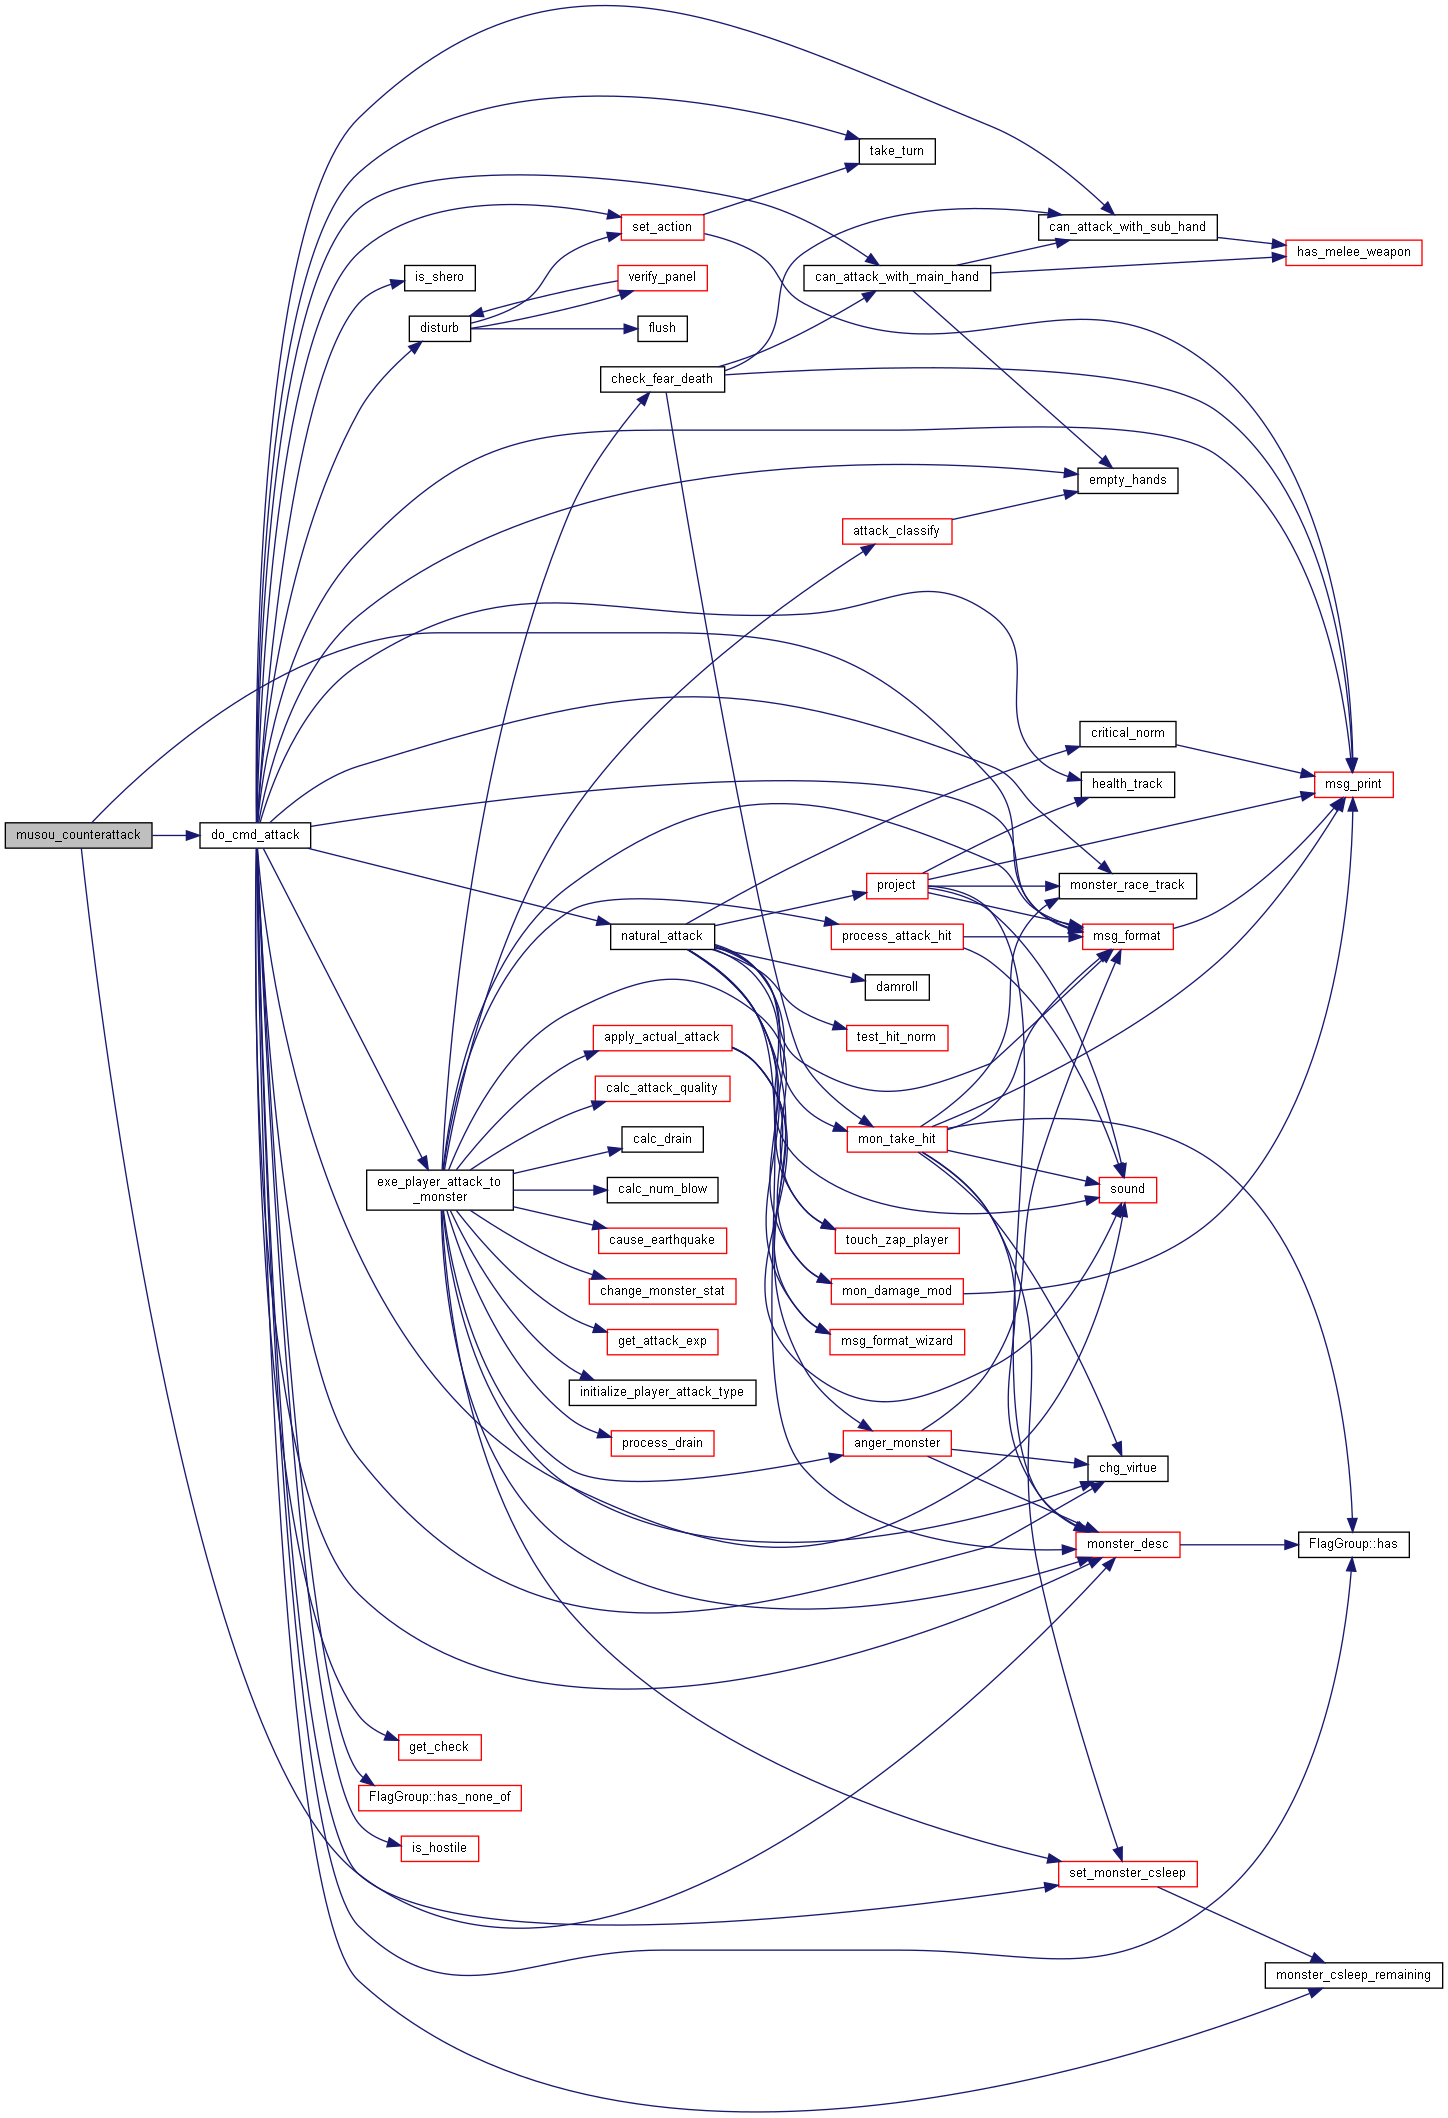 take_turn
set_action
can_attack_with_sub_hand
has_melee_weapon
is_shero
verify_panel
can_attack_with_main_hand
disturb
flush
check_fear_death
empty_hands
attack_classify
critical_norm
health_track
msg_print
musou_counterattack
do_cmd_attack
project
monster_race_track
natural_attack
process_attack_hit
msg_format
damroll
apply_actual_attack
test_hit_norm
calc_attack_quality
calc_drain
mon_take_hit
exe_player_attack_to
_monster
calc_num_blow
sound
cause_earthquake
touch_zap_player
change_monster_stat
mon_damage_mod
get_attack_exp
msg_format_wizard
initialize_player_attack_type
process_drain
anger_monster
chg_virtue
monster_desc
FlagGroup::has
get_check
FlagGroup::has_none_of
is_hostile
set_monster_csleep
monster_csleep_remaining